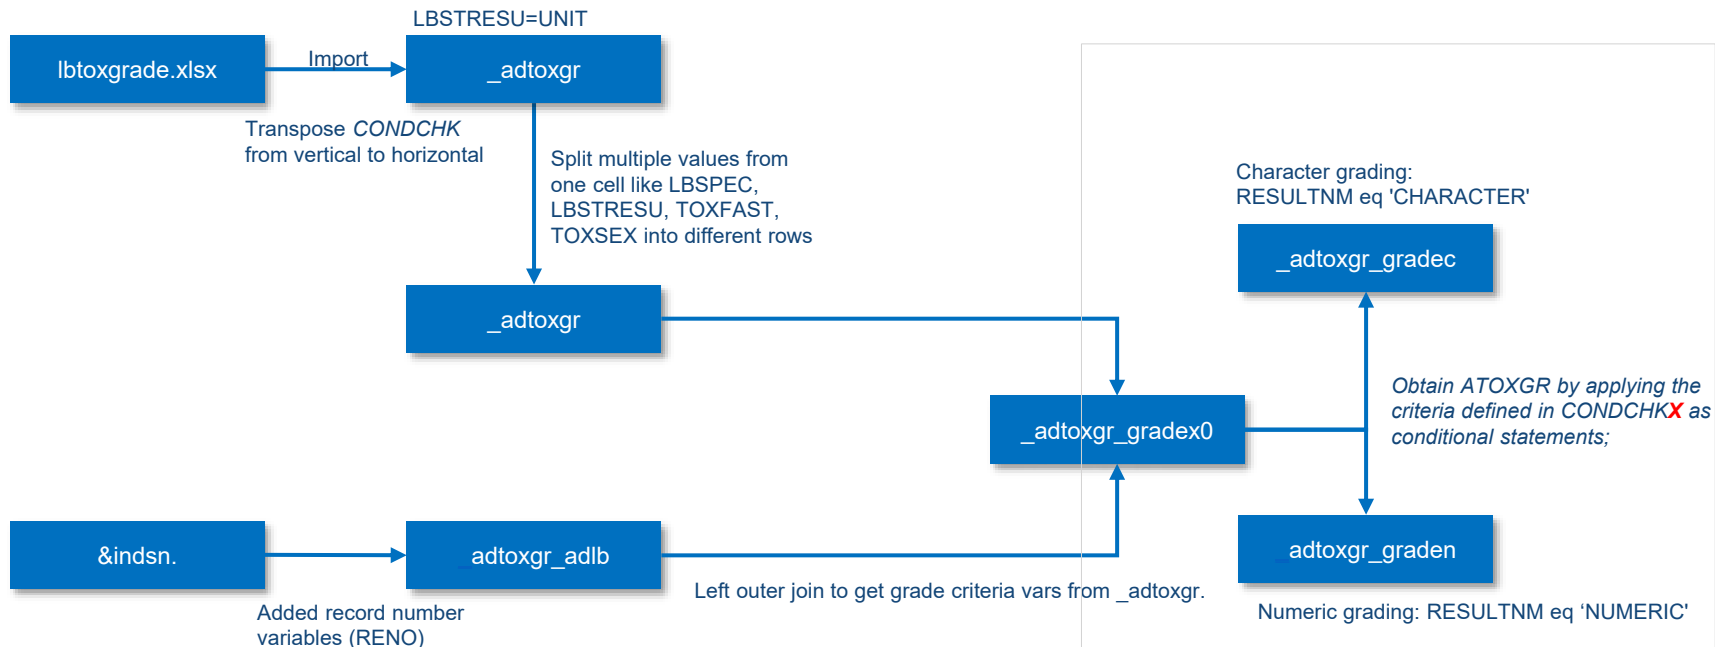 LBSTRESU=UNIT
lbtoxgrade.xlsx
Import
_adtoxgr
Transpose CONDCHK
from vertical to horizontal
Split multiple values from
one cell like LBSPEC,
LBSTRESU, TOXFAST,
TOXSEX into different rows
Character grading:
RESULTNM eq 'CHARACTER'
_adtoxgr_gradec
_adtoxgr
Obtain ATOXGR by applying the
criteria defined in CONDCHKX as
conditional statements;
_adtoxgr_gradex0
&indsn.
_adtoxgr_adlb
_adtoxgr_graden
Left outer join to get grade criteria vars from _adtoxgr.
Added record number
variables (RENO)
Numeric grading: RESULTNM eq ‘NUMERIC'